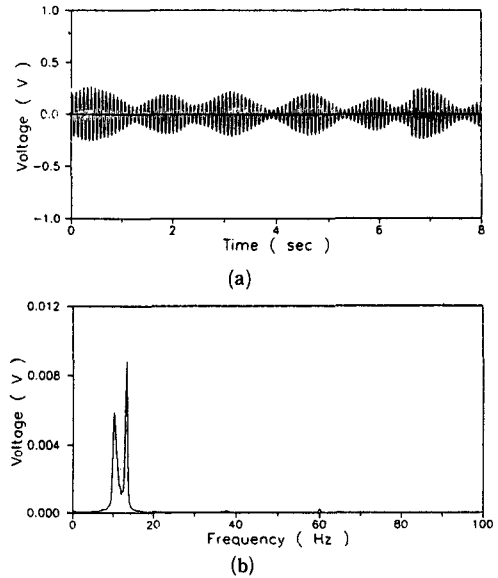 1.0
0.5
0.0
−0.5
−1.0
Voltage ( V )
0 2 4 6 8
Time ( sec )
(a)
0.012
0.008
0.004
0.000
Voltage ( V )
0 20 40 60 80 100
Frequency ( Hz )
(b)